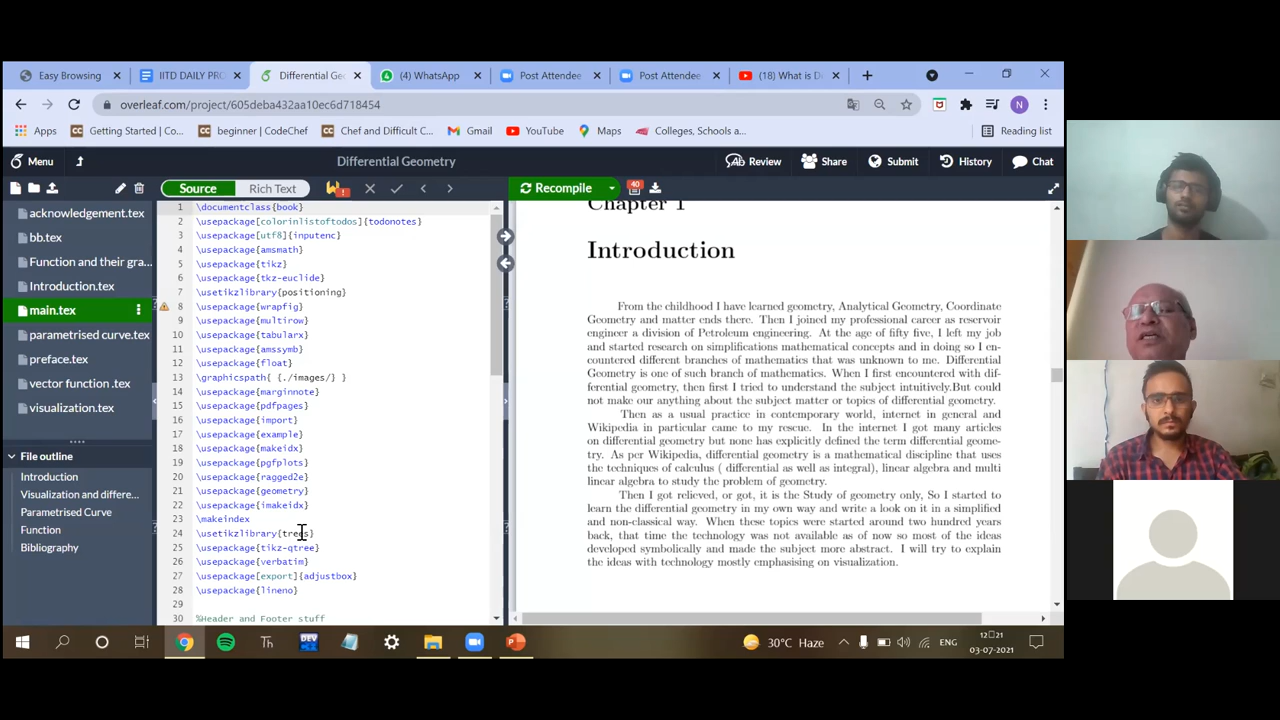 Easy Browsing
IITD DAILY PR
Differential Ge
(4) WhatsApp
Post Attendee
Post Attendee
(18) What is D
overleaf.com/project/605deba432aa10ec6d718454
N
Apps
Getting Started | Co...
beginner | CodeChef
Chef and Difficult C...
Gmail
YouTube
Maps
Colleges, Schools a...
Reading list
Menu
Differential Geometry
Review
Share
Submit
History
Chat
Source
Rich Text
Recompile
40
acknowledgement.tex
bb.tex
Function and their gra...
Introduction.tex
main.tex
parametrised curve.tex
preface.tex
vector function .tex
visualization.tex
File outline
Introduction
Visualization and differe...
Parametrised Curve
Function
Bibliography
1 \documentclass{book}
2 \usepackage[colorinlistoftodos]{todonotes}
3 \usepackage[utf8]{inputenc}
4 \usepackage{amsmath}
5 \usepackage{tikz}
6 \usepackage{tkz-euclide}
7 \usetikzlibrary{positioning}
8 \usepackage{wrapfig}
9 \usepackage{multirow}
10 \usepackage{tabularx}
11 \usepackage{amssymb}
12 \usepackage{float}
13 \graphicspath{ {./images/} }
14 \usepackage{marginnote}
15 \usepackage{pdfpages}
16 \usepackage{import}
17 \usepackage{example}
18 \usepackage{makeidx}
19 \usepackage{pgfplots}
20 \usepackage{ragged2e}
21 \usepackage{geometry}
22 \usepackage{imakeidx}
23 \makeindex
24 \usetikzlibrary{trees}
25 \usepackage{tikz-qtree}
26 \usepackage{verbatim}
27 \usepackage[export]{adjustbox}
28 \usepackage{lineno}
29
30 %Header and Footer stuff
Chapter 1
Introduction
From the childhood I have learned geometry, Analytical Geometry, Coordinate
Geometry and matter ends there. Then I joined my professional career as reservoir
engineer a division of Petroleum engineering. At the age of fifty five, I left my job
and started research on simplifications mathematical concepts and in doing so I en-
countered different branches of mathematics that was unknown to me. Differential
Geometry is one of such branch of mathematics. When I first encountered with dif-
ferential geometry, then first I tried to understand the subject intuitively.But could
not make our anything about the subject matter or topics of differential geometry.
Then as a usual practice in contemporary world, internet in general and
Wikipedia in particular came to my rescue. In the internet I got many articles
on differential geometry but none has explicitly defined the term differential geome-
try. As per Wikipedia, differential geometry is a mathematical discipline that uses
the techniques of calculus ( differential as well as integral), linear algebra and multi
linear algebra to study the problem of geometry.
Then I got relieved, or got, it is the Study of geometry only, So I started to
learn the differential geometry in my own way and write a look on it in a simplified
and non-classical way. When these topics were started around two hundred years
back, that time the technology was not available as of now so most of the ideas
developed symbolically and made the subject more abstract. I will try to explain
the ideas with technology mostly emphasising on visualization.
Th
DEV
30°C Haze
ENG
03-07-2021